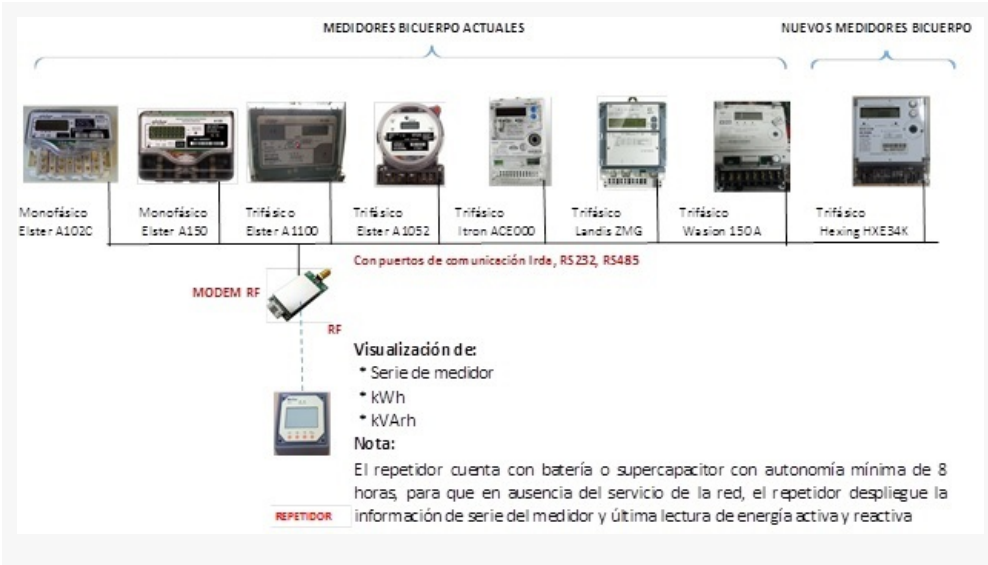 MEDIDORES BICUERPO ACTUALES
NUEVOS MEDIDORES BICUERPO
Monofásico
Elster A102C
Monofásico
Elster A150
Trifásico
Elster A1100
Trifásico
Elster A1052
Trifásico
Itron ACE000
Trifásico
Landis ZMG
Trifásico
Wasion 150A
Trifásico
Hexing HXE34K
Con puertos de comunicación Irda, RS232, RS485
MODEM RF
RF
Visualización de:
* Serie de medidor
* kWh
* kVArh
Nota:
El repetidor cuenta con batería o supercapacitor con autonomía mínima de 8
horas, para que en ausencia del servicio de la red, el repetidor despliegue la
información de serie del medidor y última lectura de energía activa y reactiva
REPETIDOR